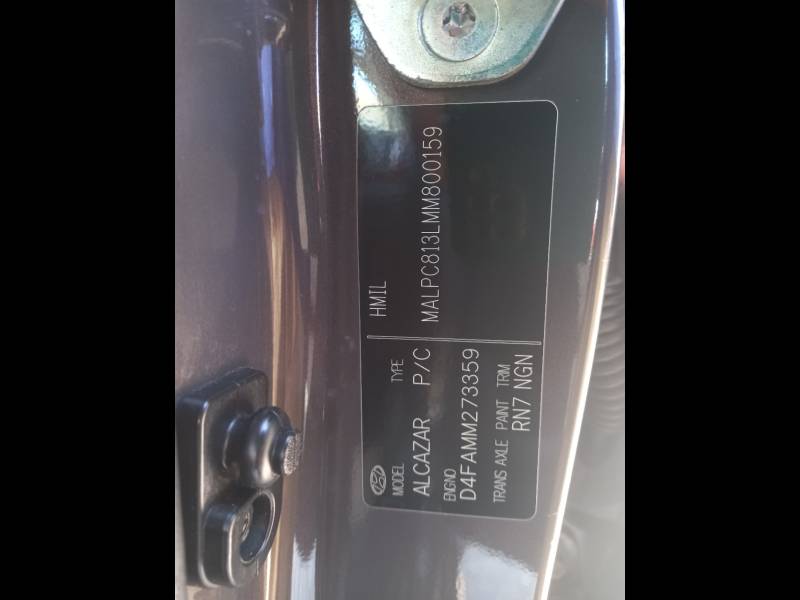 HMIL
MODEL TYPE
ALCAZAR P/C
MALPC813LMM800159
ENGNO
D4FAMM273359
TRANS AXLE PAINT TRIM
RN7 NGN